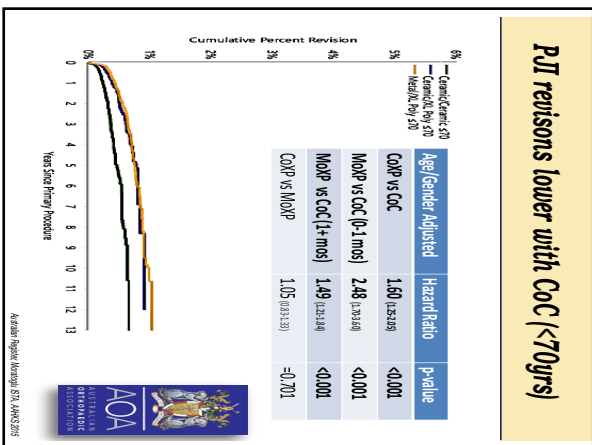 PJI revisons lower with CoC (<70yrs)
Cumulative Percent Revision
6%
5%
4%
3%
2%
1%
0%
Ceramic/Ceramic ≤70
Ceramic/XL Poly ≤70
Metal/XL Poly ≤70
Age/Gender Adjusted Hazard Ratio p-value
CoXP vs CoC 1.60 (1.25-2.05) <0.001
MoXP vs CoC (0-1 mos) 2.48 (1.70-3.60) <0.001
MoXP vs CoC (1+ mos) 1.49 (1.21-1.84) <0.001
CoXP vs MoXP 1.05 (0.83-1.33) =0.701
0 1 2 3 4 5 6 7 8 9 10 11 12 13
Years Since Primary Procedure
AOA
AUSTRALIAN
ORTHOPAEDIC
ASSOCIATION
Australian Register, Moratoglu ISTA, AAHKS 2015